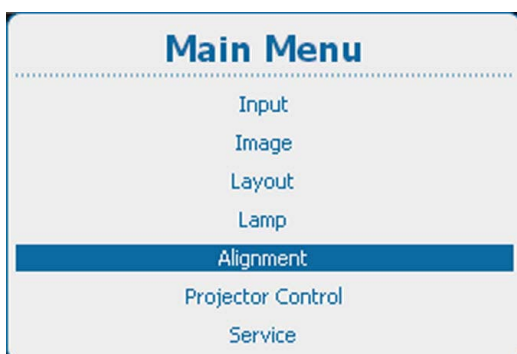 Main Menu
Input
Image
Layout
Lamp
Alignment
Projector Control
Service